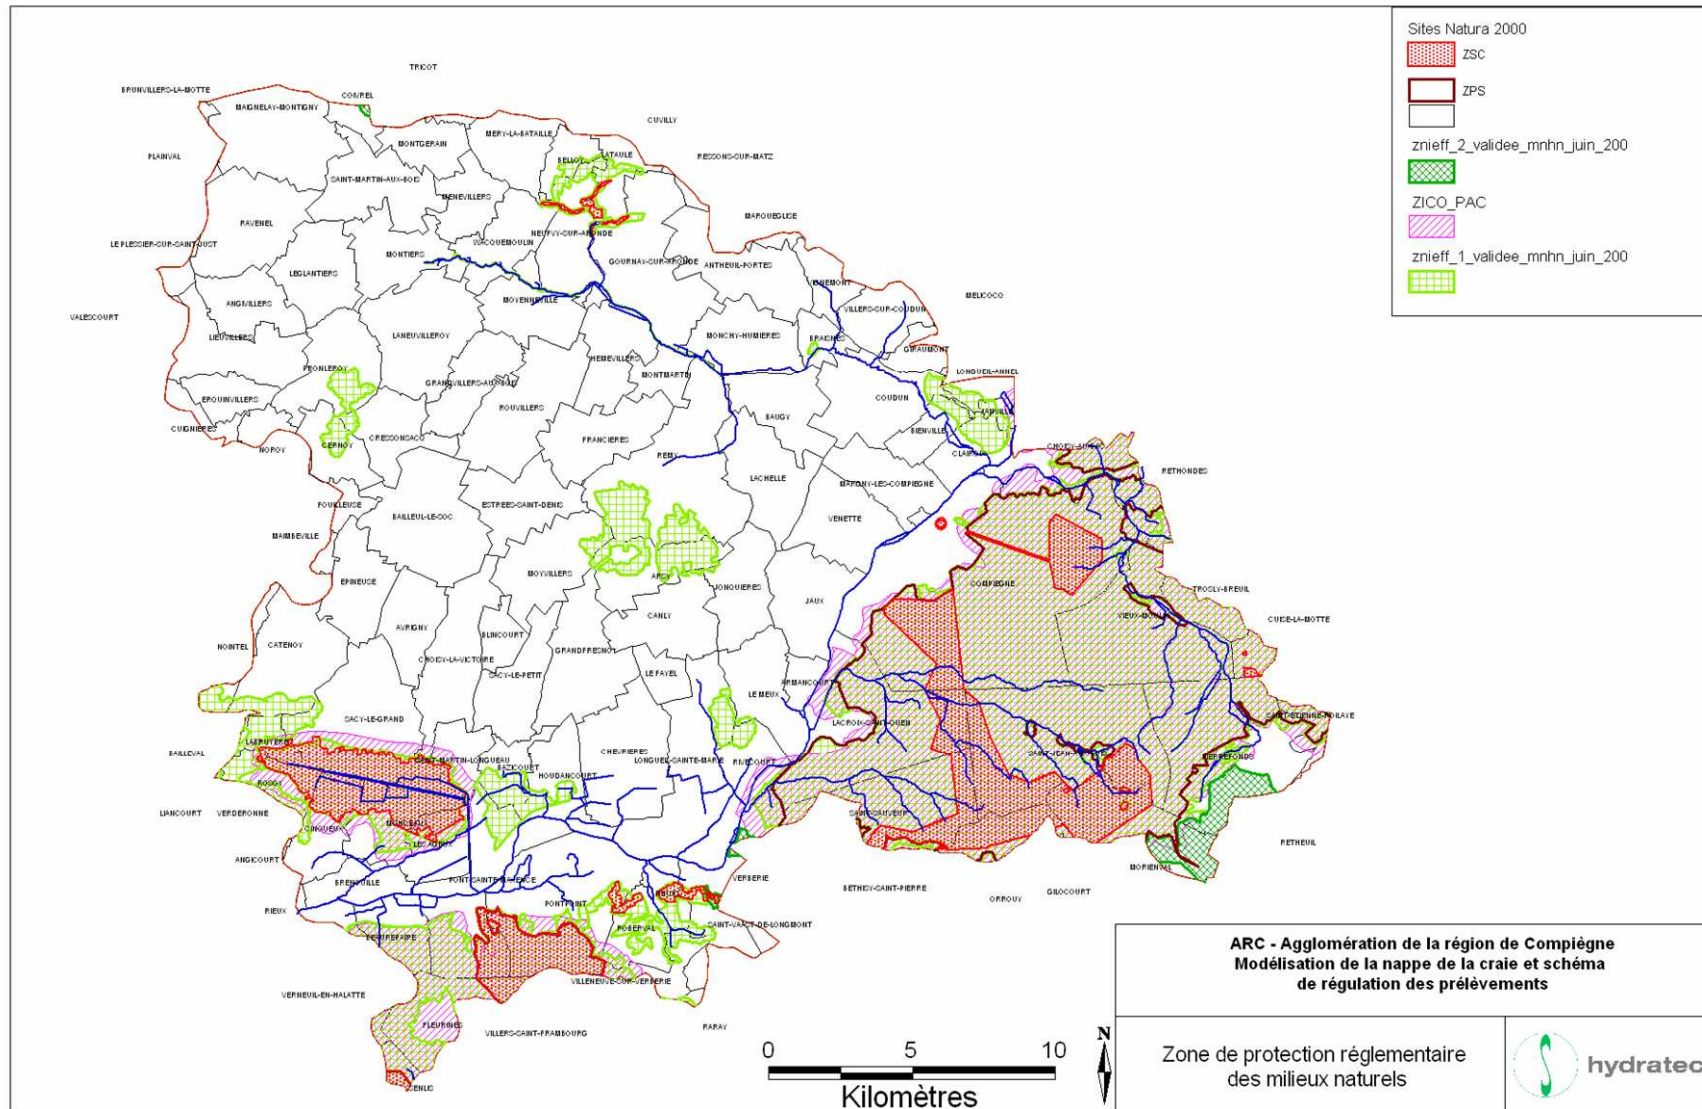 TRICOT
BRUNVILLERS-LA-MOTTE
COIVREL
MAIGNELAY-MONTIGNY
CUVILLY
MERY-LA-BATAILLE
MONTGERAIN
PLAINVAL
BELLOY
LATAULE
RESSONS-SUR-MATZ
SAINT-MARTIN-AUX-BOIS
MENEVILLERS
MARQUEGLISE
RAVENEL
NEUFVY-SUR-ARONDE
LE PLESSIER-SUR-SAINT-JUST
WACQUEMOULIN
MONTIERS
GOURNAY-SUR-ARONDE
ANTHEUIL-PORTES
LEGLANTIERS
VIGNEMONT
MELICOCQ
ANGIVILLERS
MOYENNEVILLE
VILLERS-SUR-COUDUN
VALESCOURT
LIEUVILLERS
LANEUVILLEROY
MONCHY-HUMIERES
BRAISNES
GIRAUMONT
HEMEVILLERS
PRONLEROY
MONTMARTIN
LONGUEIL-ANNEL
GRANDVILLERS-AUX-BOIS
EROUINVILLERS
ROUVILLERS
COUDUN
JANVILLE
BAUGY
CUIGNIERES
CRESSONSACQ
FRANCIERES
BIENVILLE
CERNOY
NOROY
CHOISY-AU-BAC
REMY
CLAIROIX
RETHONDES
LACHELLE
MARGNY-LES-COMPIEGNE
FOUILLEUSE
ESTREES-SAINT-DENIS
BAILLEUL-LE-SOC
VENETTE
MAIMBEVILLE
MOYVILLERS
ARSY
EPINEUSE
COMPIEGNE
JONQUIERES
TROSLY-BREUIL
JAUX
CANLY
VIEUX-MOULIN
CUISE-LA-MOTTE
AVRIGNY
BLINCOURT
NOINTEL
CATENOY
GRANDFRESNOY
CHOISY-LA-VICTOIRE
SACY-LE-PETIT
LE FAYEL
ARMANCOURT
LE MEUX
SAINT-ETIENNE-ROILAYE
SACY-LE-GRAND
LACROIX-SAINT-OUEN
LABRUYERE
BAILLEVAL
CHEVRIERES
SAINT-MARTIN-LONGUEAU
LONGUEIL-SAINTE-MARIE
RIVECOURT
PIERREFONDS
BAZICOURT
HOUDANCOURT
ROSOY
LIANCOURT
VERDERONNE
SAINT-SAUVEUR
CINQUEUX
MONCEAUX
RETHEUIL
LES AGEUX
ANGICOURT
MORIENVAL
VERBERIE
BRENOUILLE
PONT-SAINTE-MAXENCE
BETHISY-SAINT-PIERRE
GILOCOURT
ORROUY
RIEUX
PONTPOINT
ROBERVAL
SAINT-VAAST-DE-LONGMONT
BEAUREPAIRE
VILLENEUVE-SUR-VERBERIE
VERNEUIL-EN-HALATTE
FLEURINES
RARAY
VILLERS-SAINT-FRAMBOURG
SENLIS
Sites Natura 2000
ZSC
ZPS
znieff_2_validee_mnhn_juin_200
ZICO_PAC
znieff_1_validee_mnhn_juin_200
N
0 5 10
Kilomètres
ARC - Agglomération de la région de Compiègne
Modélisation de la nappe de la craie et schéma
de régulation des prélèvements
Zone de protection réglementaire
des milieux naturels
hydratec